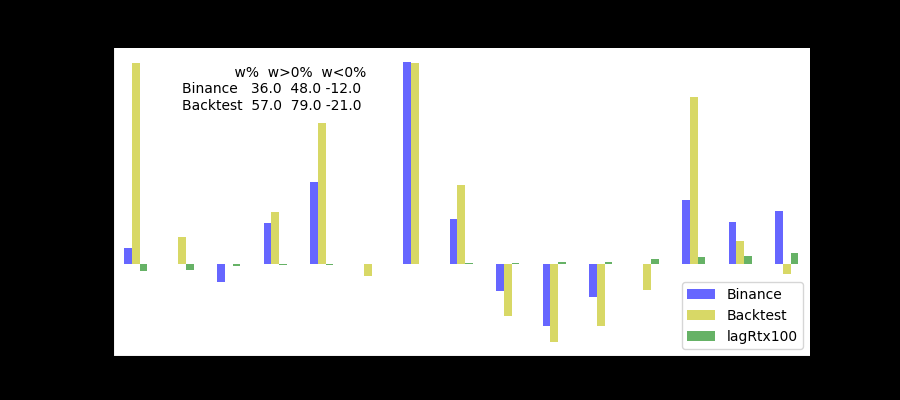 w% w>0% w<0%
Binance 36.0 48.0 -12.0
Backtest 57.0 79.0 -21.0
Binance
Backtest
lagRtx100